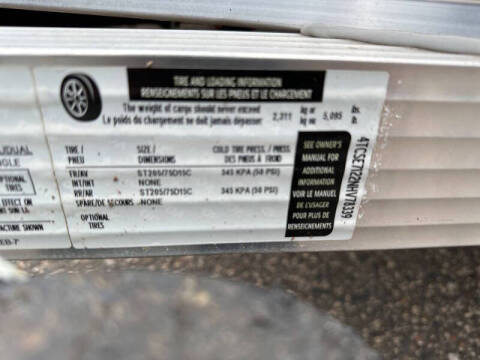 TIRE AND LOADING INFORMATION
RENSEIGNEMENTS SUR LES PNEUS ET LE CHARGEMENT
The weight of cargo should never exceed kg or lbs.
Le poids du chargement ne doit jamais dépasser 2,311 kg ou 5,095 lb.
TIRE / SIZE / COLD TIRE PRESS. / PRESS
PNEU DIMENSIONS DES PNEUS À FROID
FR/AV ST205/75D15C 345 KPA (50 PSI)
INT/INT NONE
RR/AR ST205/75D15C 345 KPA (50 PSI)
SPARE/DE SECOURS NONE
OPTIONAL
TIRES
SEE OWNER'S
MANUAL FOR
ADDITIONAL
INFORMATION
VOIR LE MANUEL
DE L'USAGER
POUR PLUS DE
RENSEIGNEMENTS
EFFECT ON